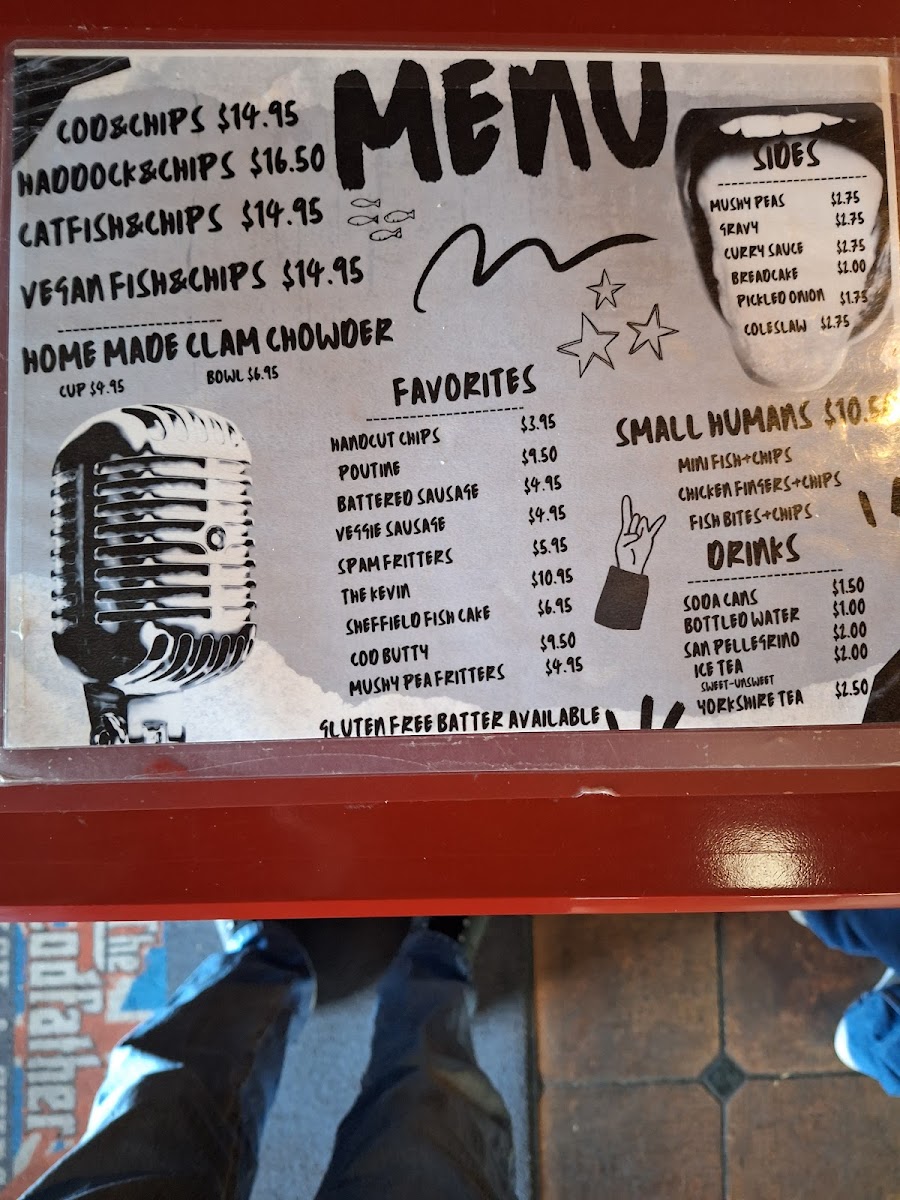 MENU
COD&CHIPS $14.95
HADDOCK&CHIPS $16.50
CATFISH&CHIPS $14.95
VEGAN FISH&CHIPS $14.95
HOME MADE CLAM CHOWDER
CUP $4.95 BOWL $6.95
FAVORITES
HANDCUT CHIPS $3.95
POUTINE $9.50
BATTERED SAUSAGE $4.95
VEGGIE SAUSAGE $4.95
SPAM FRITTERS $5.95
THE KEVIN $10.95
SHEFFIELD FISH CAKE $6.95
COD BUTTY $9.50
MUSHY PEA FRITTERS $4.95
GLUTEN FREE BATTER AVAILABLE
SIDES
MUSHY PEAS $2.75
GRAVY $2.75
CURRY SAUCE $2.75
BREADCAKE $2.00
PICKLED ONION $1.75
COLESLAW $2.75
SMALL HUMANS $10.50
MINI FISH+CHIPS
CHICKEN FINGERS+CHIPS
FISH BITES+CHIPS
DRINKS
SODA CANS $1.50
BOTTLED WATER $1.00
SAN PELLEGRINO $2.00
ICE TEA $2.00
SWEET-UNSWEET
YORKSHIRE TEA $2.50
The
codfather